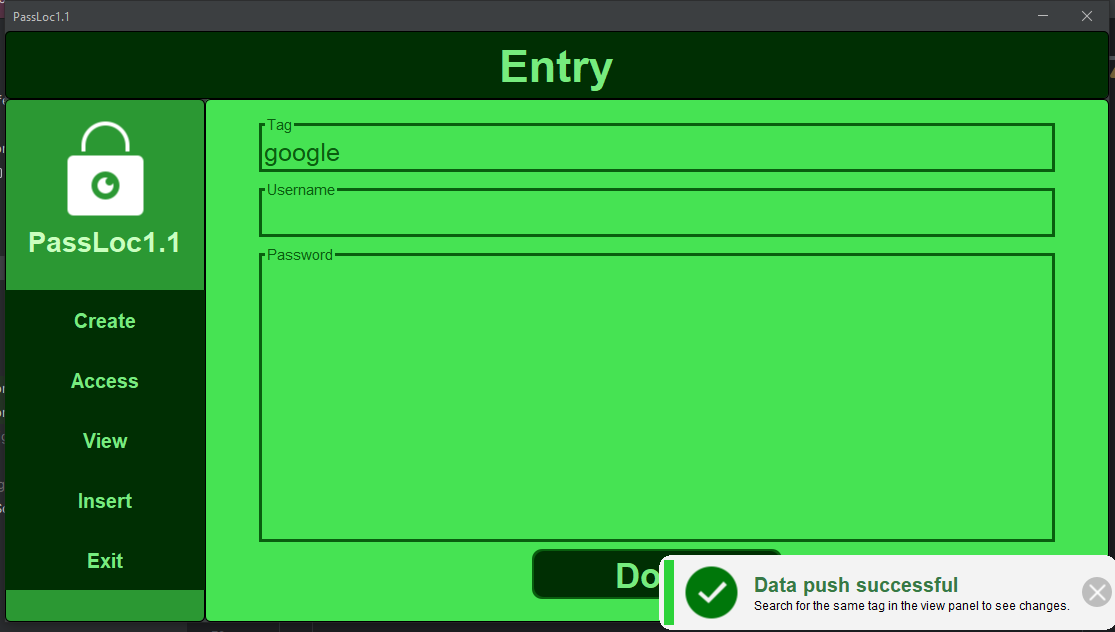 PassLoc1.1
Entry
PassLoc1.1
Create
Access
View
Insert
Exit
Tag
google
Username
Password
Do
Data push successful
Search for the same tag in the view panel to see changes.